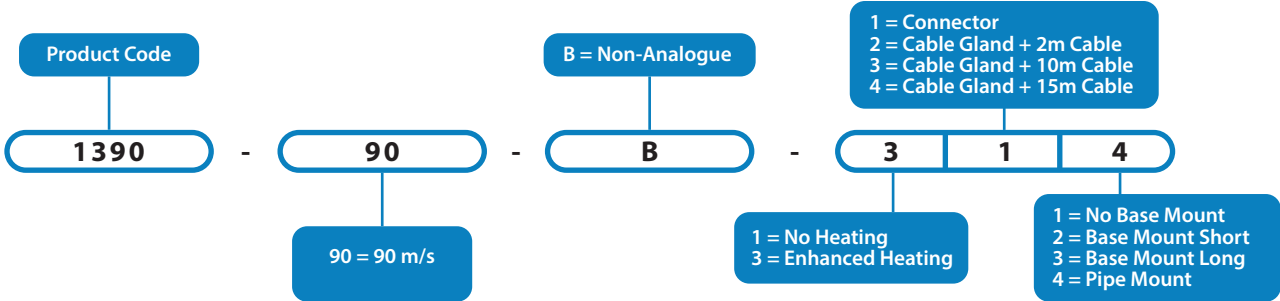 1 = Connector
2 = Cable Gland + 2m Cable
3 = Cable Gland + 10m Cable
4 = Cable Gland + 15m Cable
Product Code
B = Non-Analogue
1390 - 90 - B - 3 1 4
90 = 90 m/s
1 = No Heating
3 = Enhanced Heating
1 = No Base Mount
2 = Base Mount Short
3 = Base Mount Long
4 = Pipe Mount